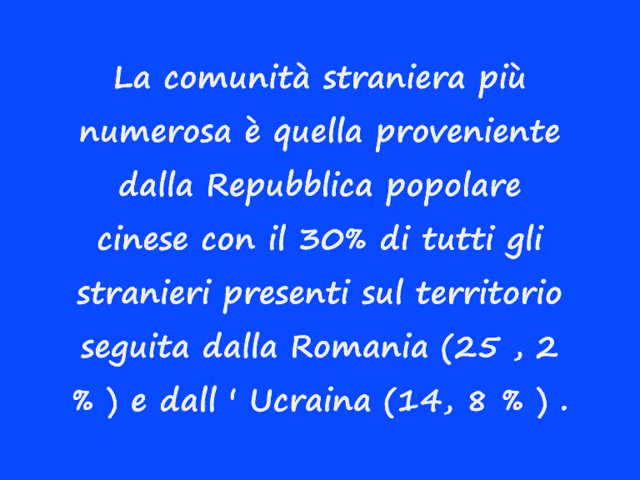 La comunità straniera più
numerosa è quella proveniente
dalla Repubblica popolare
cinese con il 30% di tutti gli
stranieri presenti sul territorio
seguita dalla Romania (25 , 2
% ) e dall ' Ucraina (14, 8 % ) .